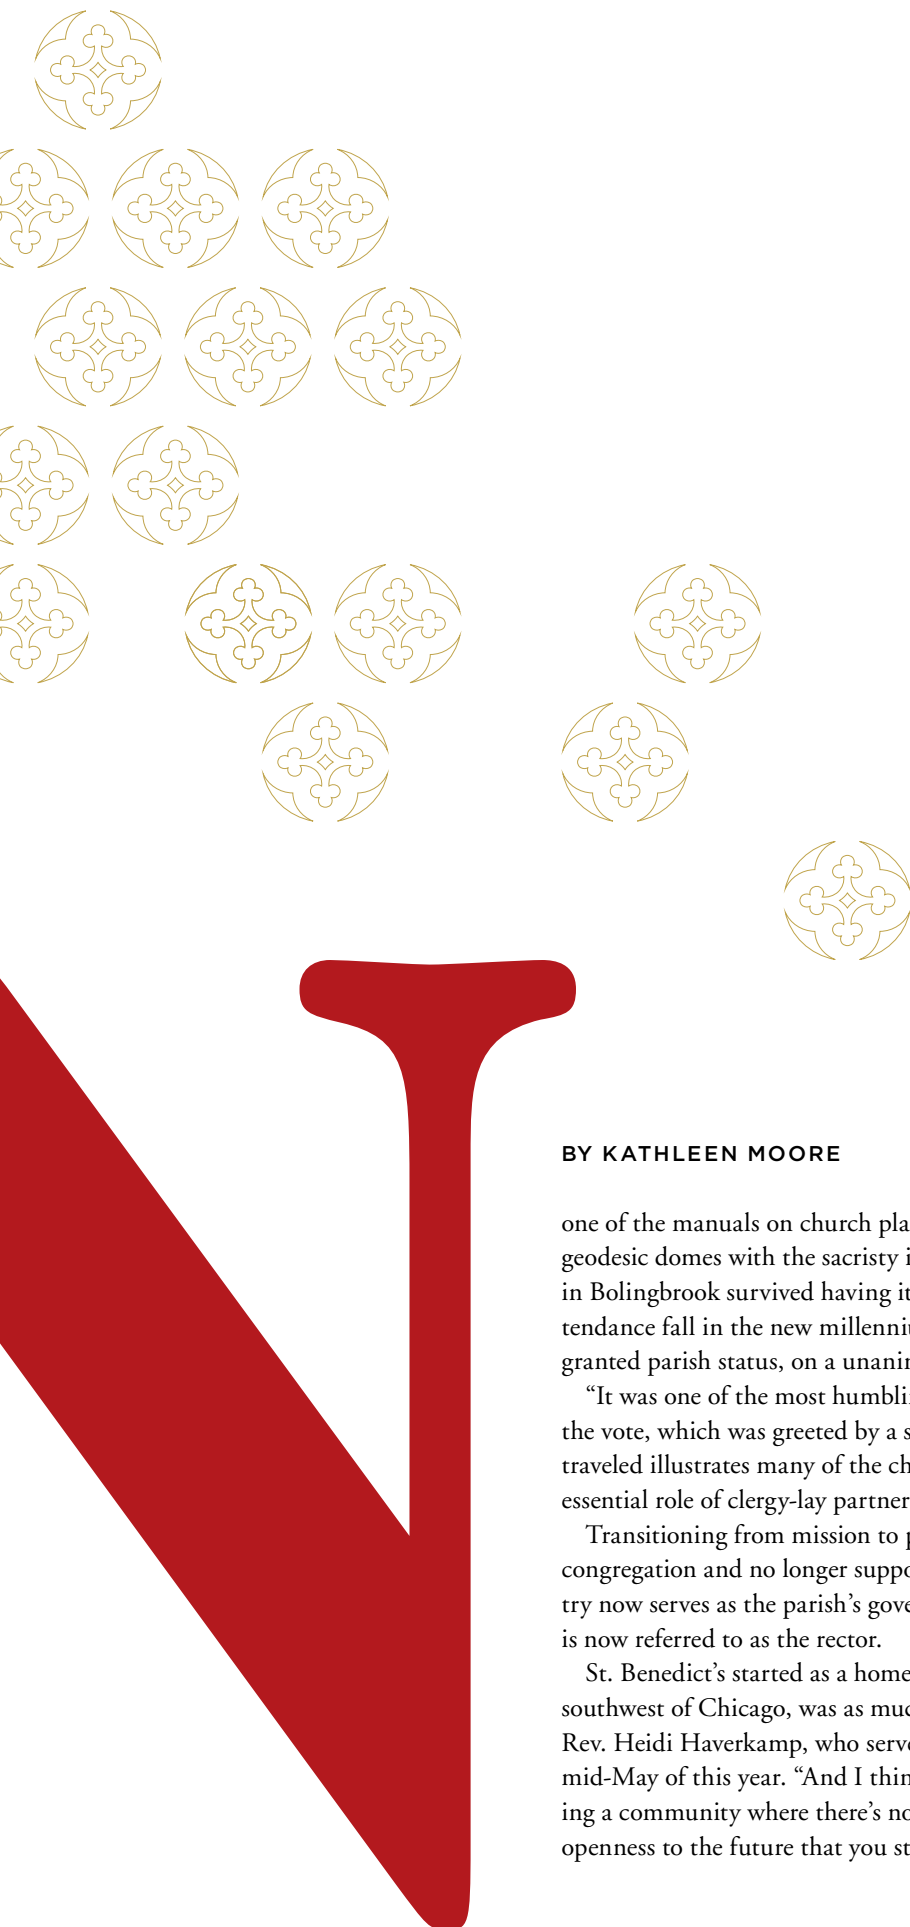 N
BY KATHLEEN MOORE
one of the manuals on church pla
geodesic domes with the sacristy i
in Bolingbrook survived having it
tendance fall in the new millenni
granted parish status, on a unani
“It was one of the most humbli
the vote, which was greeted by a s
traveled illustrates many of the ch
essential role of clergy-lay partner
Transitioning from mission to p
congregation and no longer suppo
try now serves as the parish’s gove
is now referred to as the rector.
St. Benedict’s started as a home
southwest of Chicago, was as muc
Rev. Heidi Haverkamp, who serve
mid-May of this year. “And I thin
ing a community where there’s no
openness to the future that you st